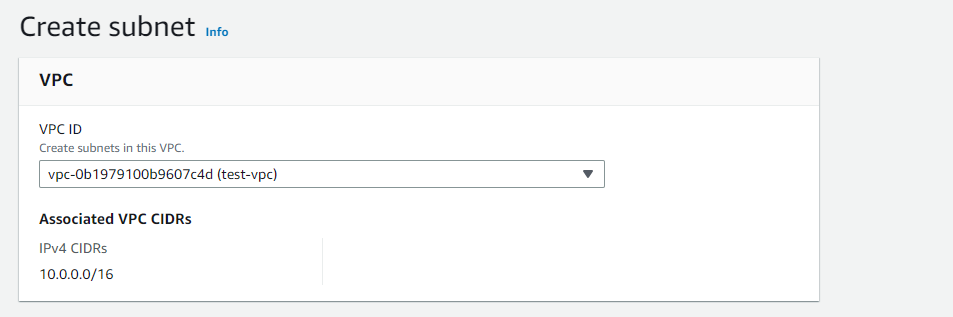 Create subnet Info
VPC
VPC ID
Create subnets in this VPC.
vpc-0b1979100b9607c4d (test-vpc)
Associated VPC CIDRs
IPv4 CIDRs
10.0.0.0/16